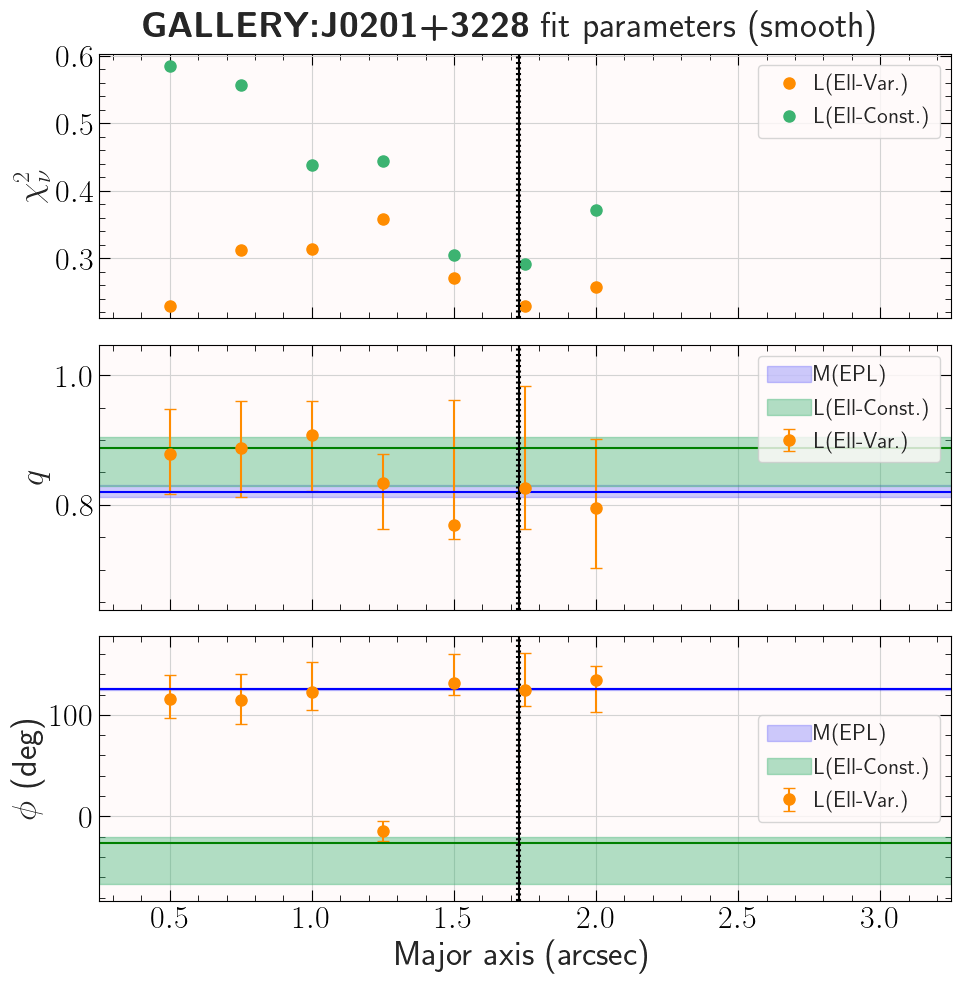 GALLERY:J0201+3228 fit parameters (smooth)
0.6
0.5
0.4
0.3
χ²ᵥ
L(Ell-Var.)
L(Ell-Const.)
1.0
0.8
q
M(EPL)
L(Ell-Const.)
L(Ell-Var.)
100
0
ϕ (deg)
M(EPL)
L(Ell-Const.)
L(Ell-Var.)
0.5 1.0 1.5 2.0 2.5 3.0
Major axis (arcsec)